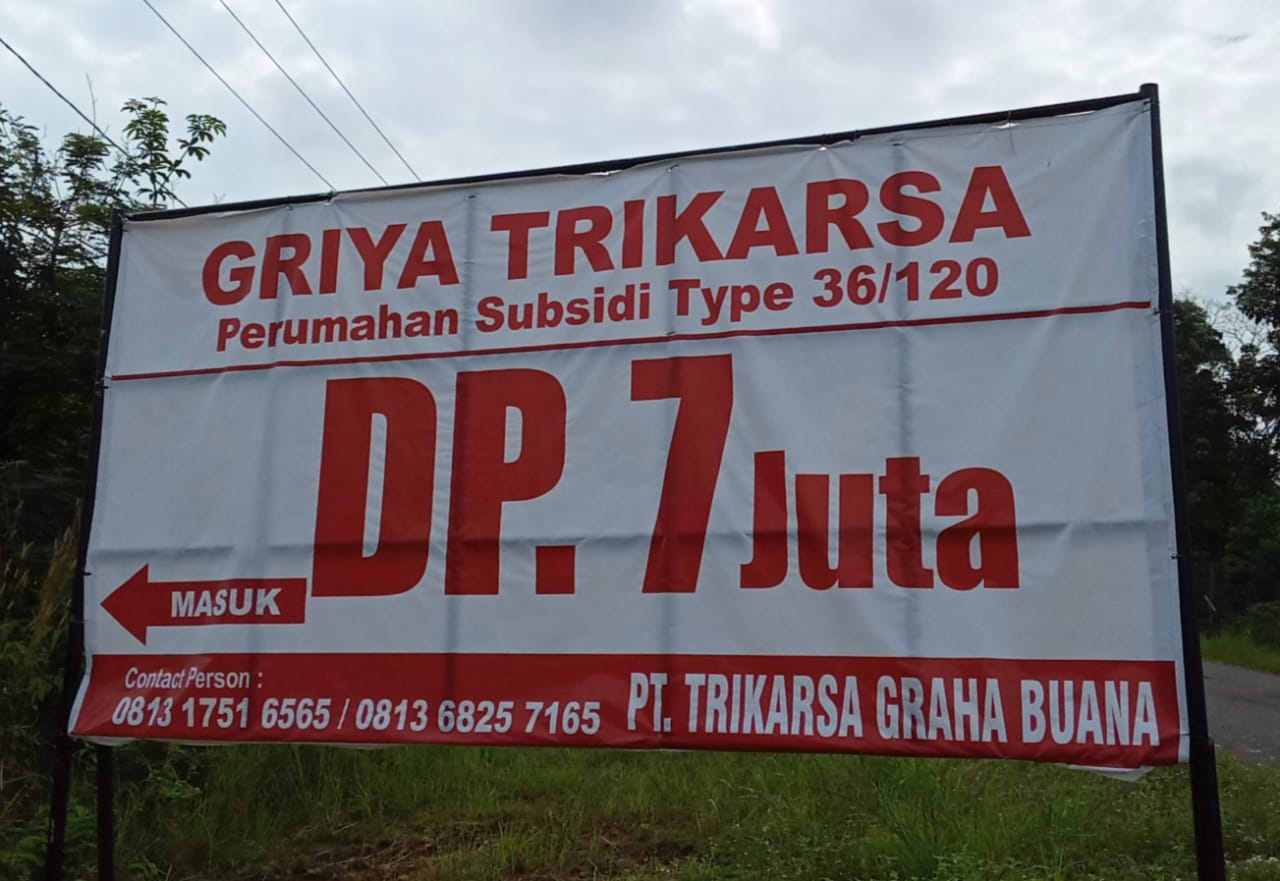 GRIYA TRIKARSA
Perumahan Subsidi Type 36/120
DP. 7 Juta
MASUK
Contact Person :
0813 1751 6565 / 0813 6825 7165
PT. TRIKARSA GRAHA BUANA